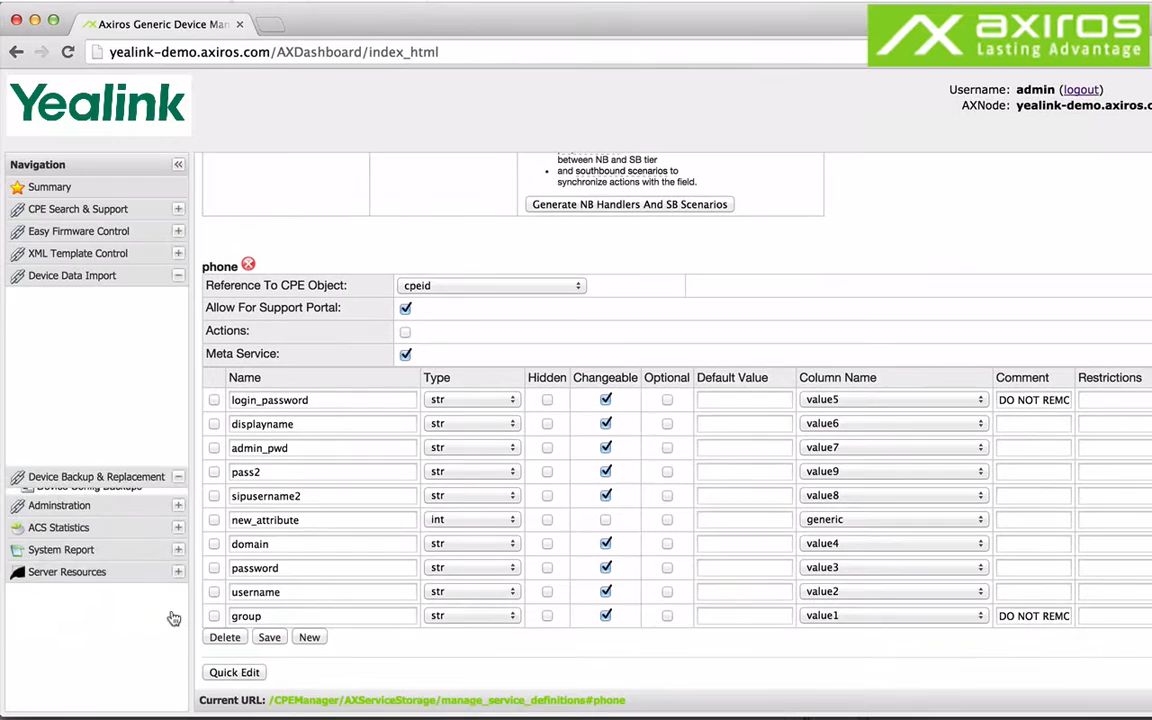 Axiros Generic Device Man ×
yealink-demo.axiros.com/AXDashboard/index_html
axiros
Lasting Advantage
Yealink
Username: admin (logout)
AXNode: yealink-demo.axiros.c
Navigation
Summary
CPE Search & Support
Easy Firmware Control
XML Template Control
Device Data Import
Device Backup & Replacement
Device Config Backups
Adminstration
ACS Statistics
System Report
Server Resources
between NB and SB tier
• and southbound scenarios to
synchronize actions with the field.
Generate NB Handlers And SB Scenarios
phone
Reference To CPE Object: cpeid
Allow For Support Portal:
Actions:
Meta Service:
Name Type Hidden Changeable Optional Default Value Column Name Comment Restrictions
login_password str value5 DO NOT REMC
displayname str value6
admin_pwd str value7
pass2 str value9
sipusername2 str value8
new_attribute int generic
domain str value4
password str value3
username str value2
group str value1 DO NOT REMC
Delete Save New
Quick Edit
Current URL: /CPEManager/AXServiceStorage/manage_service_definitions#phone